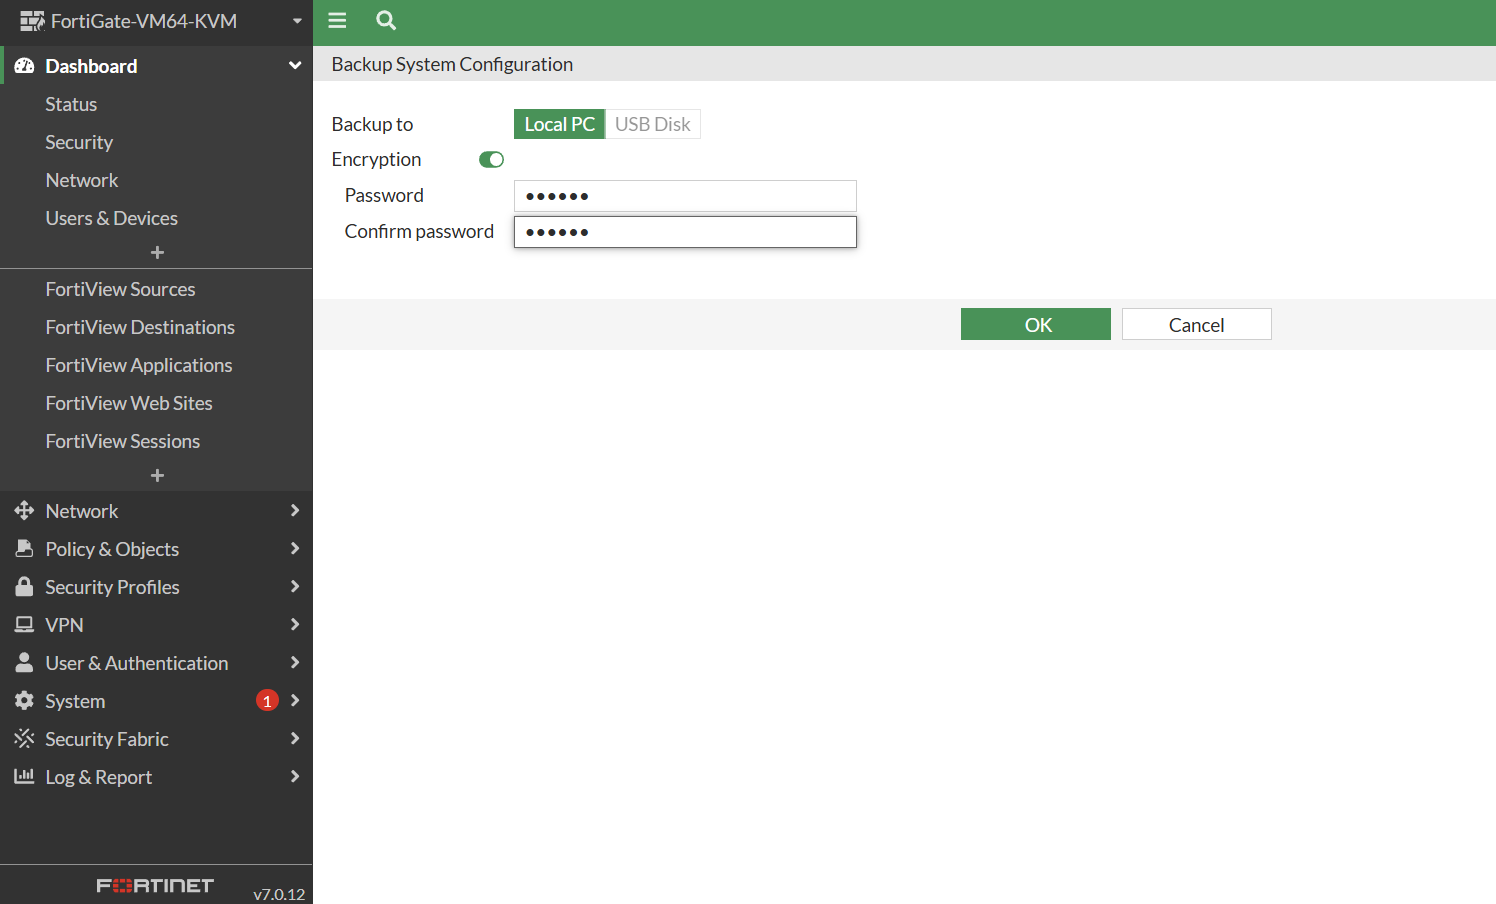 FortiGate-VM64-KVM
Dashboard
Status
Security
Network
Users & Devices
+
FortiView Sources
FortiView Destinations
FortiView Applications
FortiView Web Sites
FortiView Sessions
+
Network
Policy & Objects
Security Profiles
VPN
User & Authentication
System 1
Security Fabric
Log & Report
FORTINET
v7.0.12
Backup System Configuration
Backup to Local PC USB Disk
Encryption
Password ••••••
Confirm password ••••••
OK Cancel